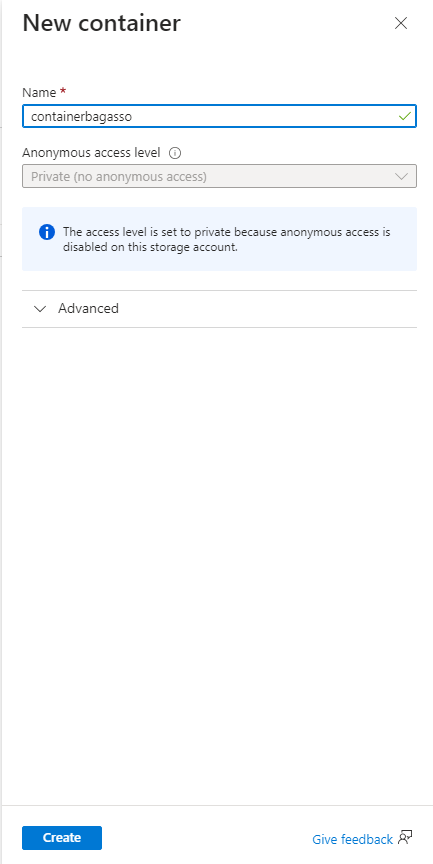 New container
Name *
containerbagasso
Anonymous access level
Private (no anonymous access)
The access level is set to private because anonymous access is
disabled on this storage account.
Advanced
Create
Give feedback